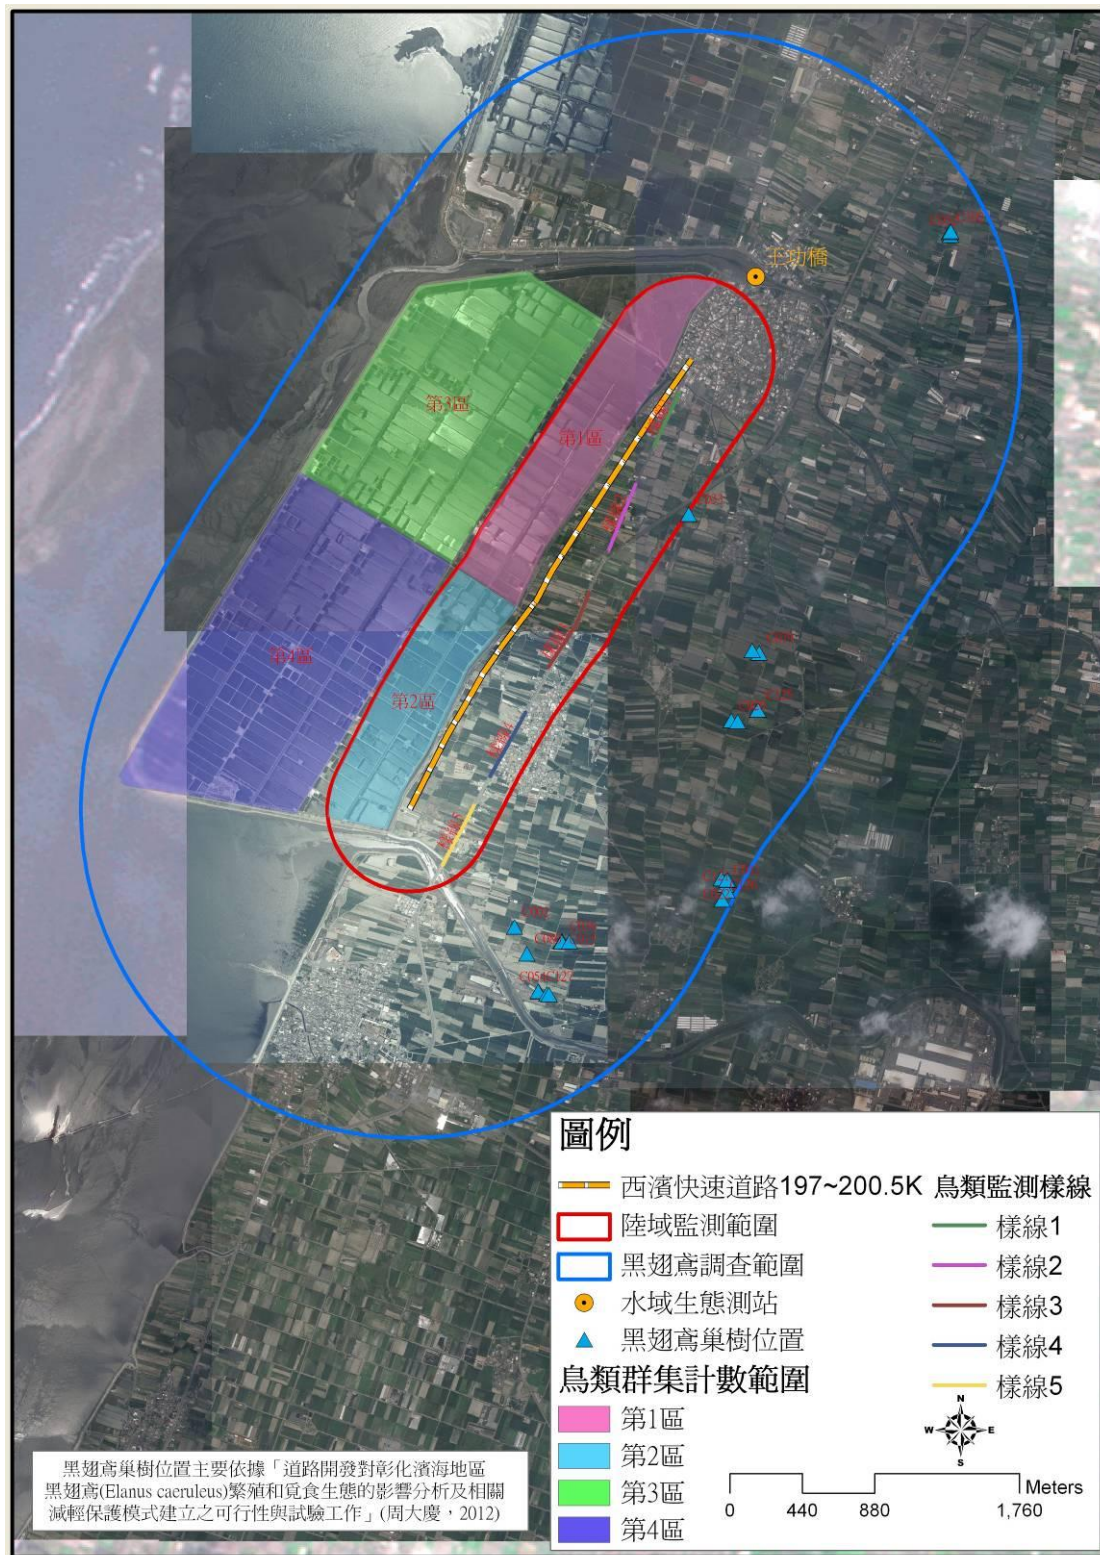 王功橋
第3區
第1區
第4區
第2區
圖例
西濱快速道路197~200.5K
陸域監測範圍
黑翅鳶調查範圍
水域生態測站
黑翅鳶巢樹位置
鳥類群集計數範圍
第1區
第2區
第3區
第4區
鳥類監測樣線
樣線1
樣線2
樣線3
樣線4
樣線5
N
W E
S
Meters
0 440 880 1,760
黑翅鳶巢樹位置主要依據「道路開發對彰化濱海地區
黑翅鳶(Elanus caeruleus)繁殖和覓食生態的影響分析及相關
減輕保護模式建立之可行性與試驗工作」(周大慶，2012)